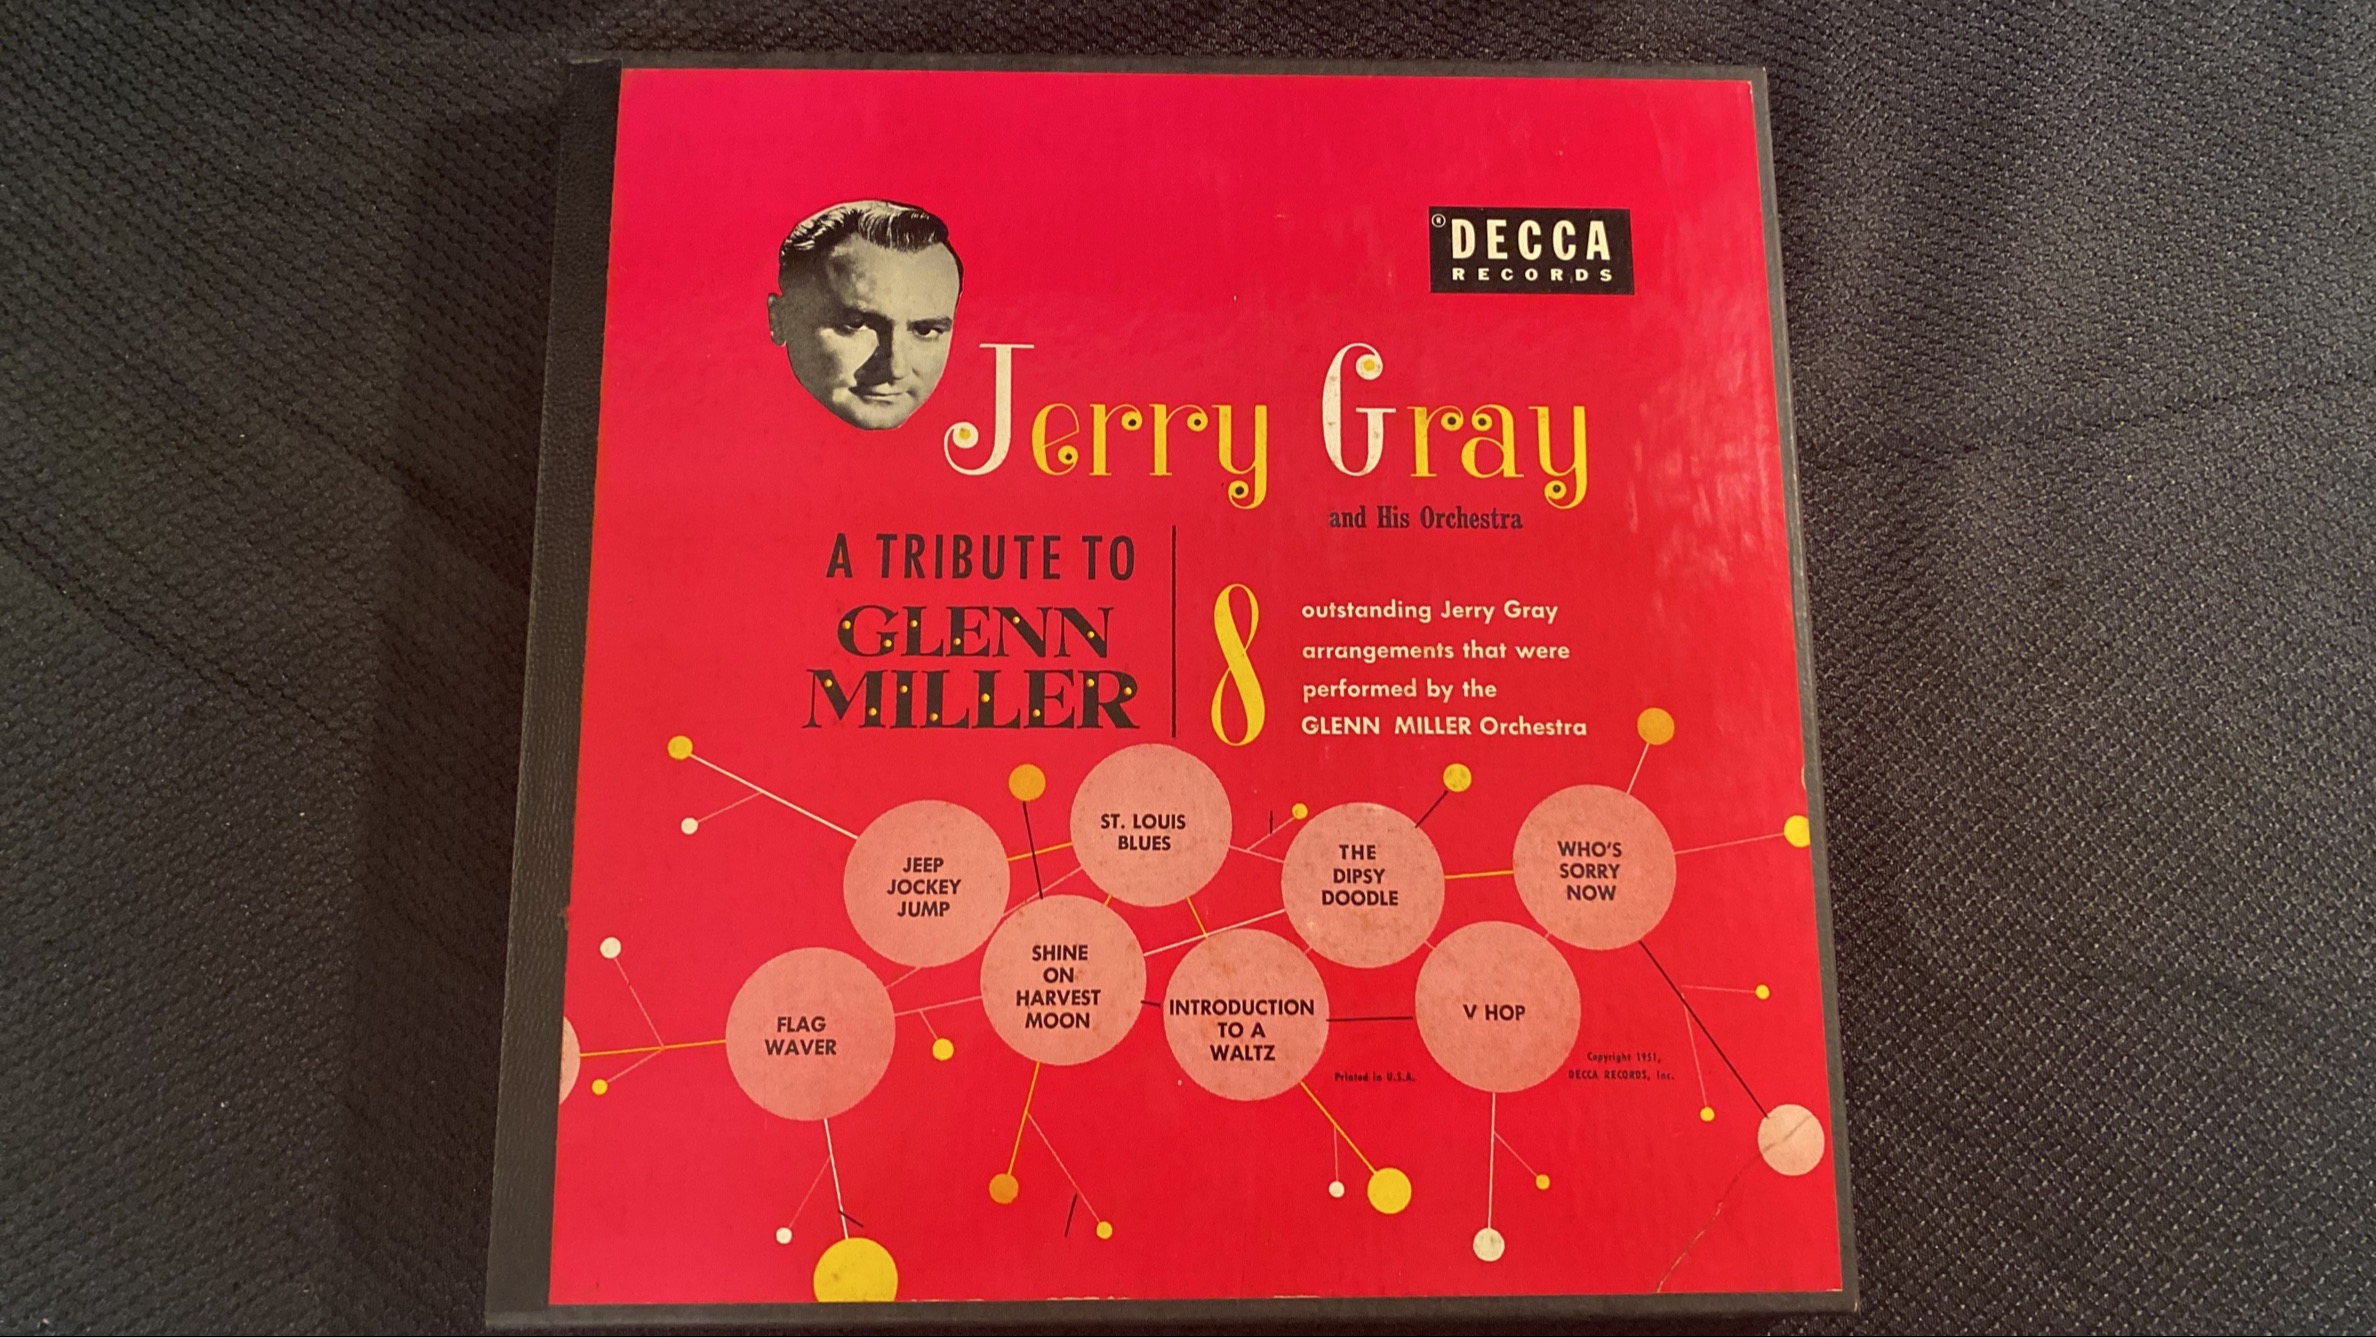 ® DECCA
RECORDS
Jerry Gray
and His Orchestra
A TRIBUTE TO
GLENN
MILLER
8
outstanding Jerry Gray
arrangements that were
performed by the
GLENN MILLER Orchestra
ST. LOUIS
BLUES
JEEP
JOCKEY
JUMP
THE
DIPSY
DOODLE
WHO'S
SORRY
NOW
FLAG
WAVER
SHINE
ON
HARVEST
MOON
INTRODUCTION
TO A
WALTZ
V HOP
Printed in U.S.A.
Copyright 1951,
DECCA RECORDS, Inc.